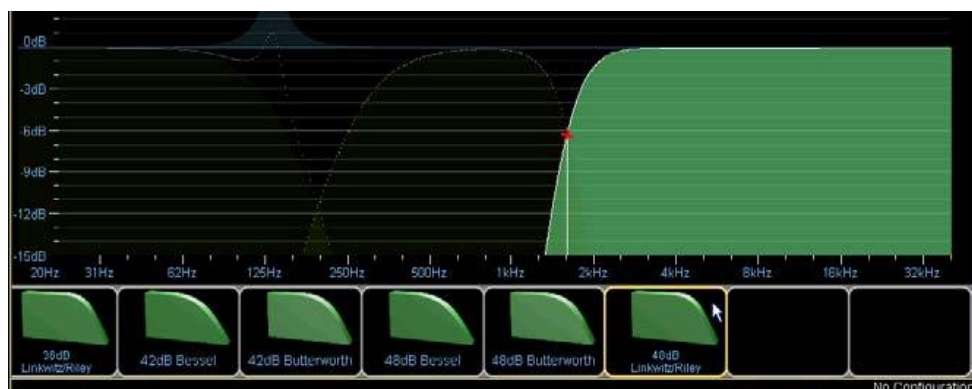 0dB
-3dB
-6dB
-9dB
-12dB
-15dB
20Hz 31Hz 62Hz 125Hz 250Hz 500Hz 1kHz 2kHz 4kHz 8kHz 16kHz 32kHz
36dB Linkwitz/Riley
42dB Bessel
42dB Butterworth
48dB Bessel
48dB Butterworth
48dB Linkwitz/Riley
No Configuration